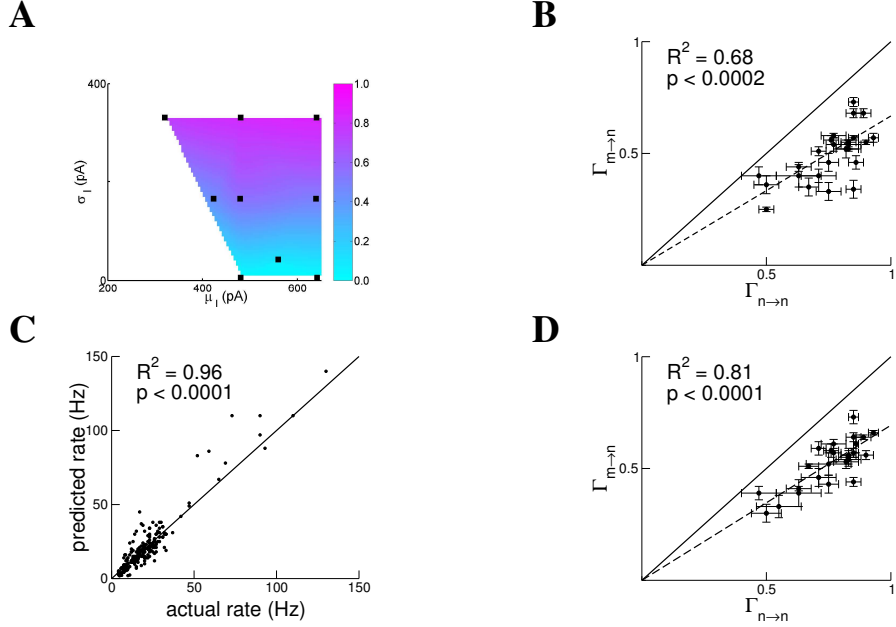 A
400
200
0
200
400
600
σ I (pA)
μ I (pA)
1.0
0.8
0.6
0.4
0.2
0.0
B
R² = 0.68
p < 0.0002
1
0.5
0.5
1
Γm→n
Γn→n
C
R² = 0.96
p < 0.0001
150
100
50
0
0
50
100
150
predicted rate (Hz)
actual rate (Hz)
D
R² = 0.81
p < 0.0001
1
0.5
0.5
1
Γm→n
Γn→n